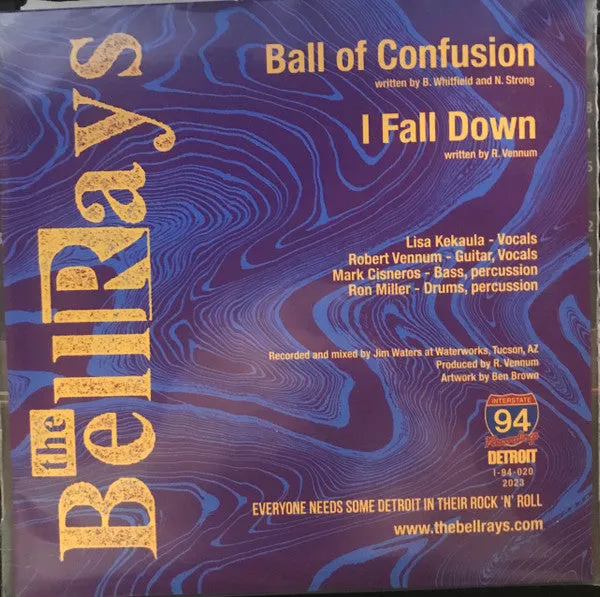 the
BellRays
Ball of Confusion
written by B. Whitfield and N. Strong
I Fall Down
written by R. Vennum
Lisa Kekaula - Vocals
Robert Vennum - Guitar, Vocals
Mark Cisneros - Bass, percussion
Ron Miller - Drums, percussion
Recorded and mixed by Jim Waters at Waterworks, Tucson, AZ
Produced by R. Vennum
Artwork by Ben Brown
INTERSTATE
94
Recordings
DETROIT
I-94-020
2023
EVERYONE NEEDS SOME DETROIT IN THEIR ROCK 'N' ROLL
www.thebellrays.com